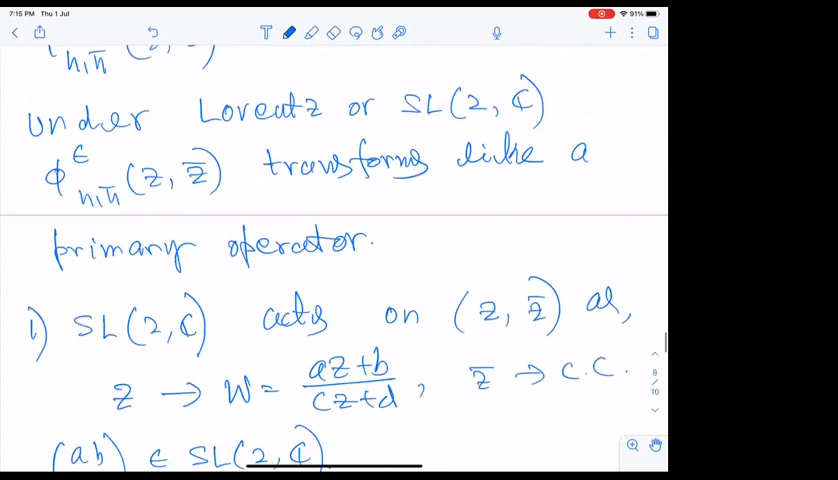 7:15 PM Thu 1 Jul
91%
h,h̄ (z, z̄)
Under Lorentz or SL(2, ℂ)
ϕ^ϵ_{h,h̄}(z, z̄) transforms like a
primary operator.
1) SL(2, ℂ) acts on (z, z̄) as,
z → w = \frac{az+b}{cz+d}, z̄ → c.c.
(a b) ∈ SL(2, ℂ)
8
/
10